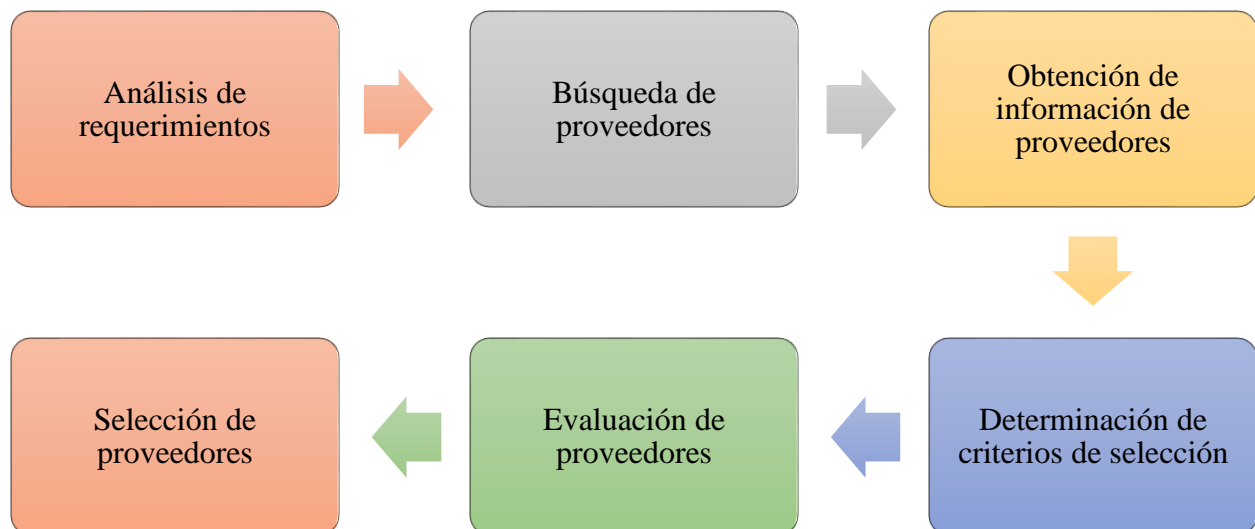 Análisis de
requerimientos
Búsqueda de
proveedores
Obtención de
información de
proveedores
Determinación de
criterios de selección
Evaluación de
proveedores
Selección de
proveedores